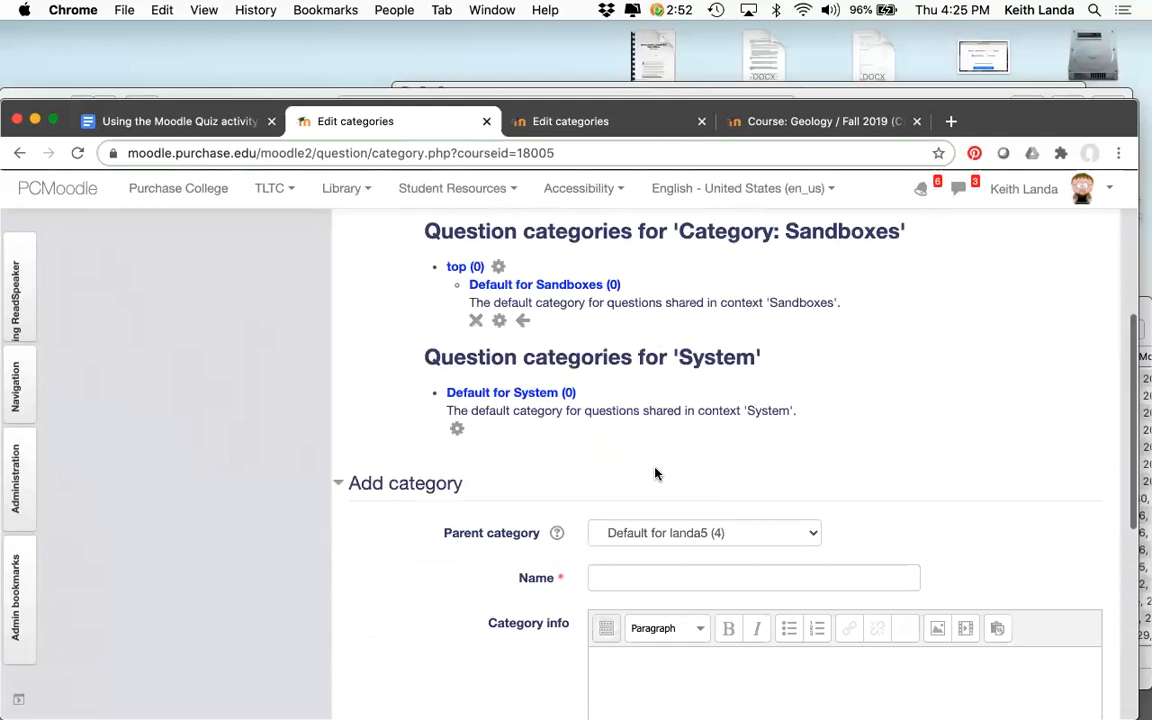 Chrome File Edit View History Bookmarks People Tab Window Help 2:52 96% Thu 4:25 PM Keith Landa
DOCX DOCX
Using the Moodle Quiz activity Edit categories Edit categories Course: Geology / Fall 2019 (C
moodle.purchase.edu/moodle2/question/category.php?courseid=18005
PCMoodle Purchase College TLTC Library Student Resources Accessibility English - United States (en_us) 6 3 Keith Landa
ng ReadSpeaker
Navigation
Administration
Admin bookmarks
Question categories for 'Category: Sandboxes'
top (0)
Default for Sandboxes (0)
The default category for questions shared in context 'Sandboxes'.
Question categories for 'System'
Default for System (0)
The default category for questions shared in context 'System'.
Add category
Parent category ? Default for landa5 (4)
Name *
Category info
Paragraph B I